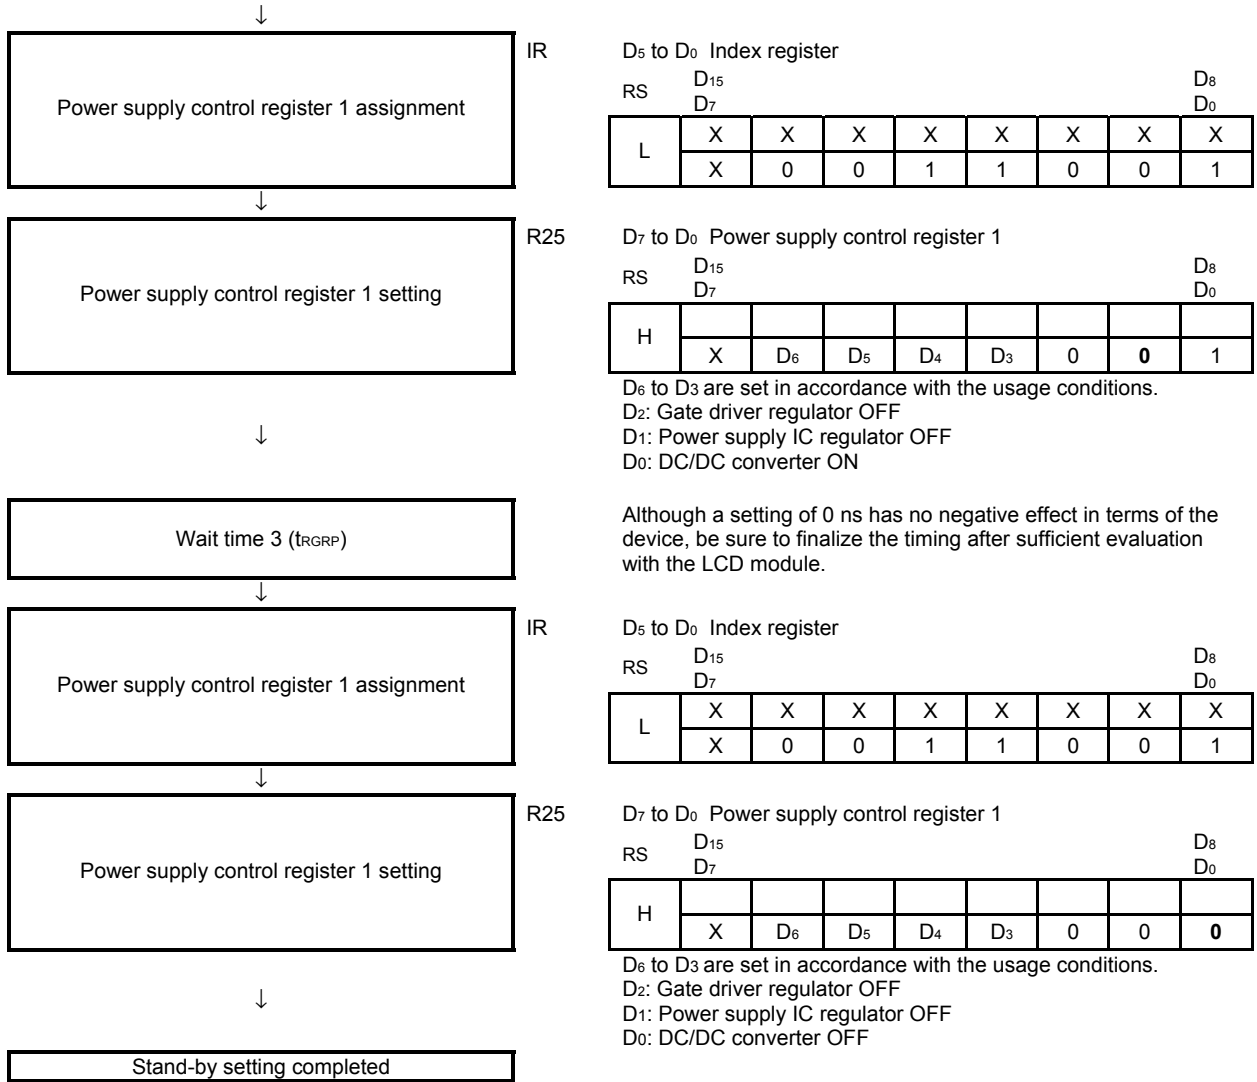 ↓
Power supply control register 1 assignment
IR
D5 to D0 Index register
RS D15 D8
D7 D0
L X X X X X X X X
X 0 0 1 1 0 0 1
↓
Power supply control register 1 setting
R25
D7 to D0 Power supply control register 1
RS D15 D8
D7 D0
H
X D6 D5 D4 D3 0 0 1
D6 to D3 are set in accordance with the usage conditions.
D2: Gate driver regulator OFF
D1: Power supply IC regulator OFF
D0: DC/DC converter ON
↓
Wait time 3 (tRGRP)
Although a setting of 0 ns has no negative effect in terms of the
device, be sure to finalize the timing after sufficient evaluation
with the LCD module.
↓
Power supply control register 1 assignment
IR
D5 to D0 Index register
RS D15 D8
D7 D0
L X X X X X X X X
X 0 0 1 1 0 0 1
↓
Power supply control register 1 setting
R25
D7 to D0 Power supply control register 1
RS D15 D8
D7 D0
H
X D6 D5 D4 D3 0 0 0
D6 to D3 are set in accordance with the usage conditions.
D2: Gate driver regulator OFF
D1: Power supply IC regulator OFF
D0: DC/DC converter OFF
↓
Stand-by setting completed